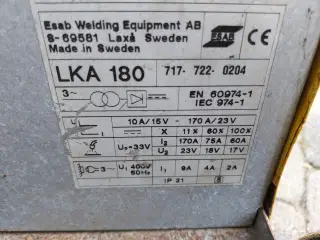 Esab Welding Equipment AB
S-69581 Laxå Sweden
Made in Sweden
ESAB
LKA 180
717- 722- 0204
3~
EN 60974-1
IEC 974-1
10A/15V - 170A/23V
X 11% 60% 100%
U₀=33V
I₂ 170A 75A 60A
U₂ 23V 18V 17V
3~
U₁ 400V
50Hz
I₁ 9A 4A 2A
IP 21
S